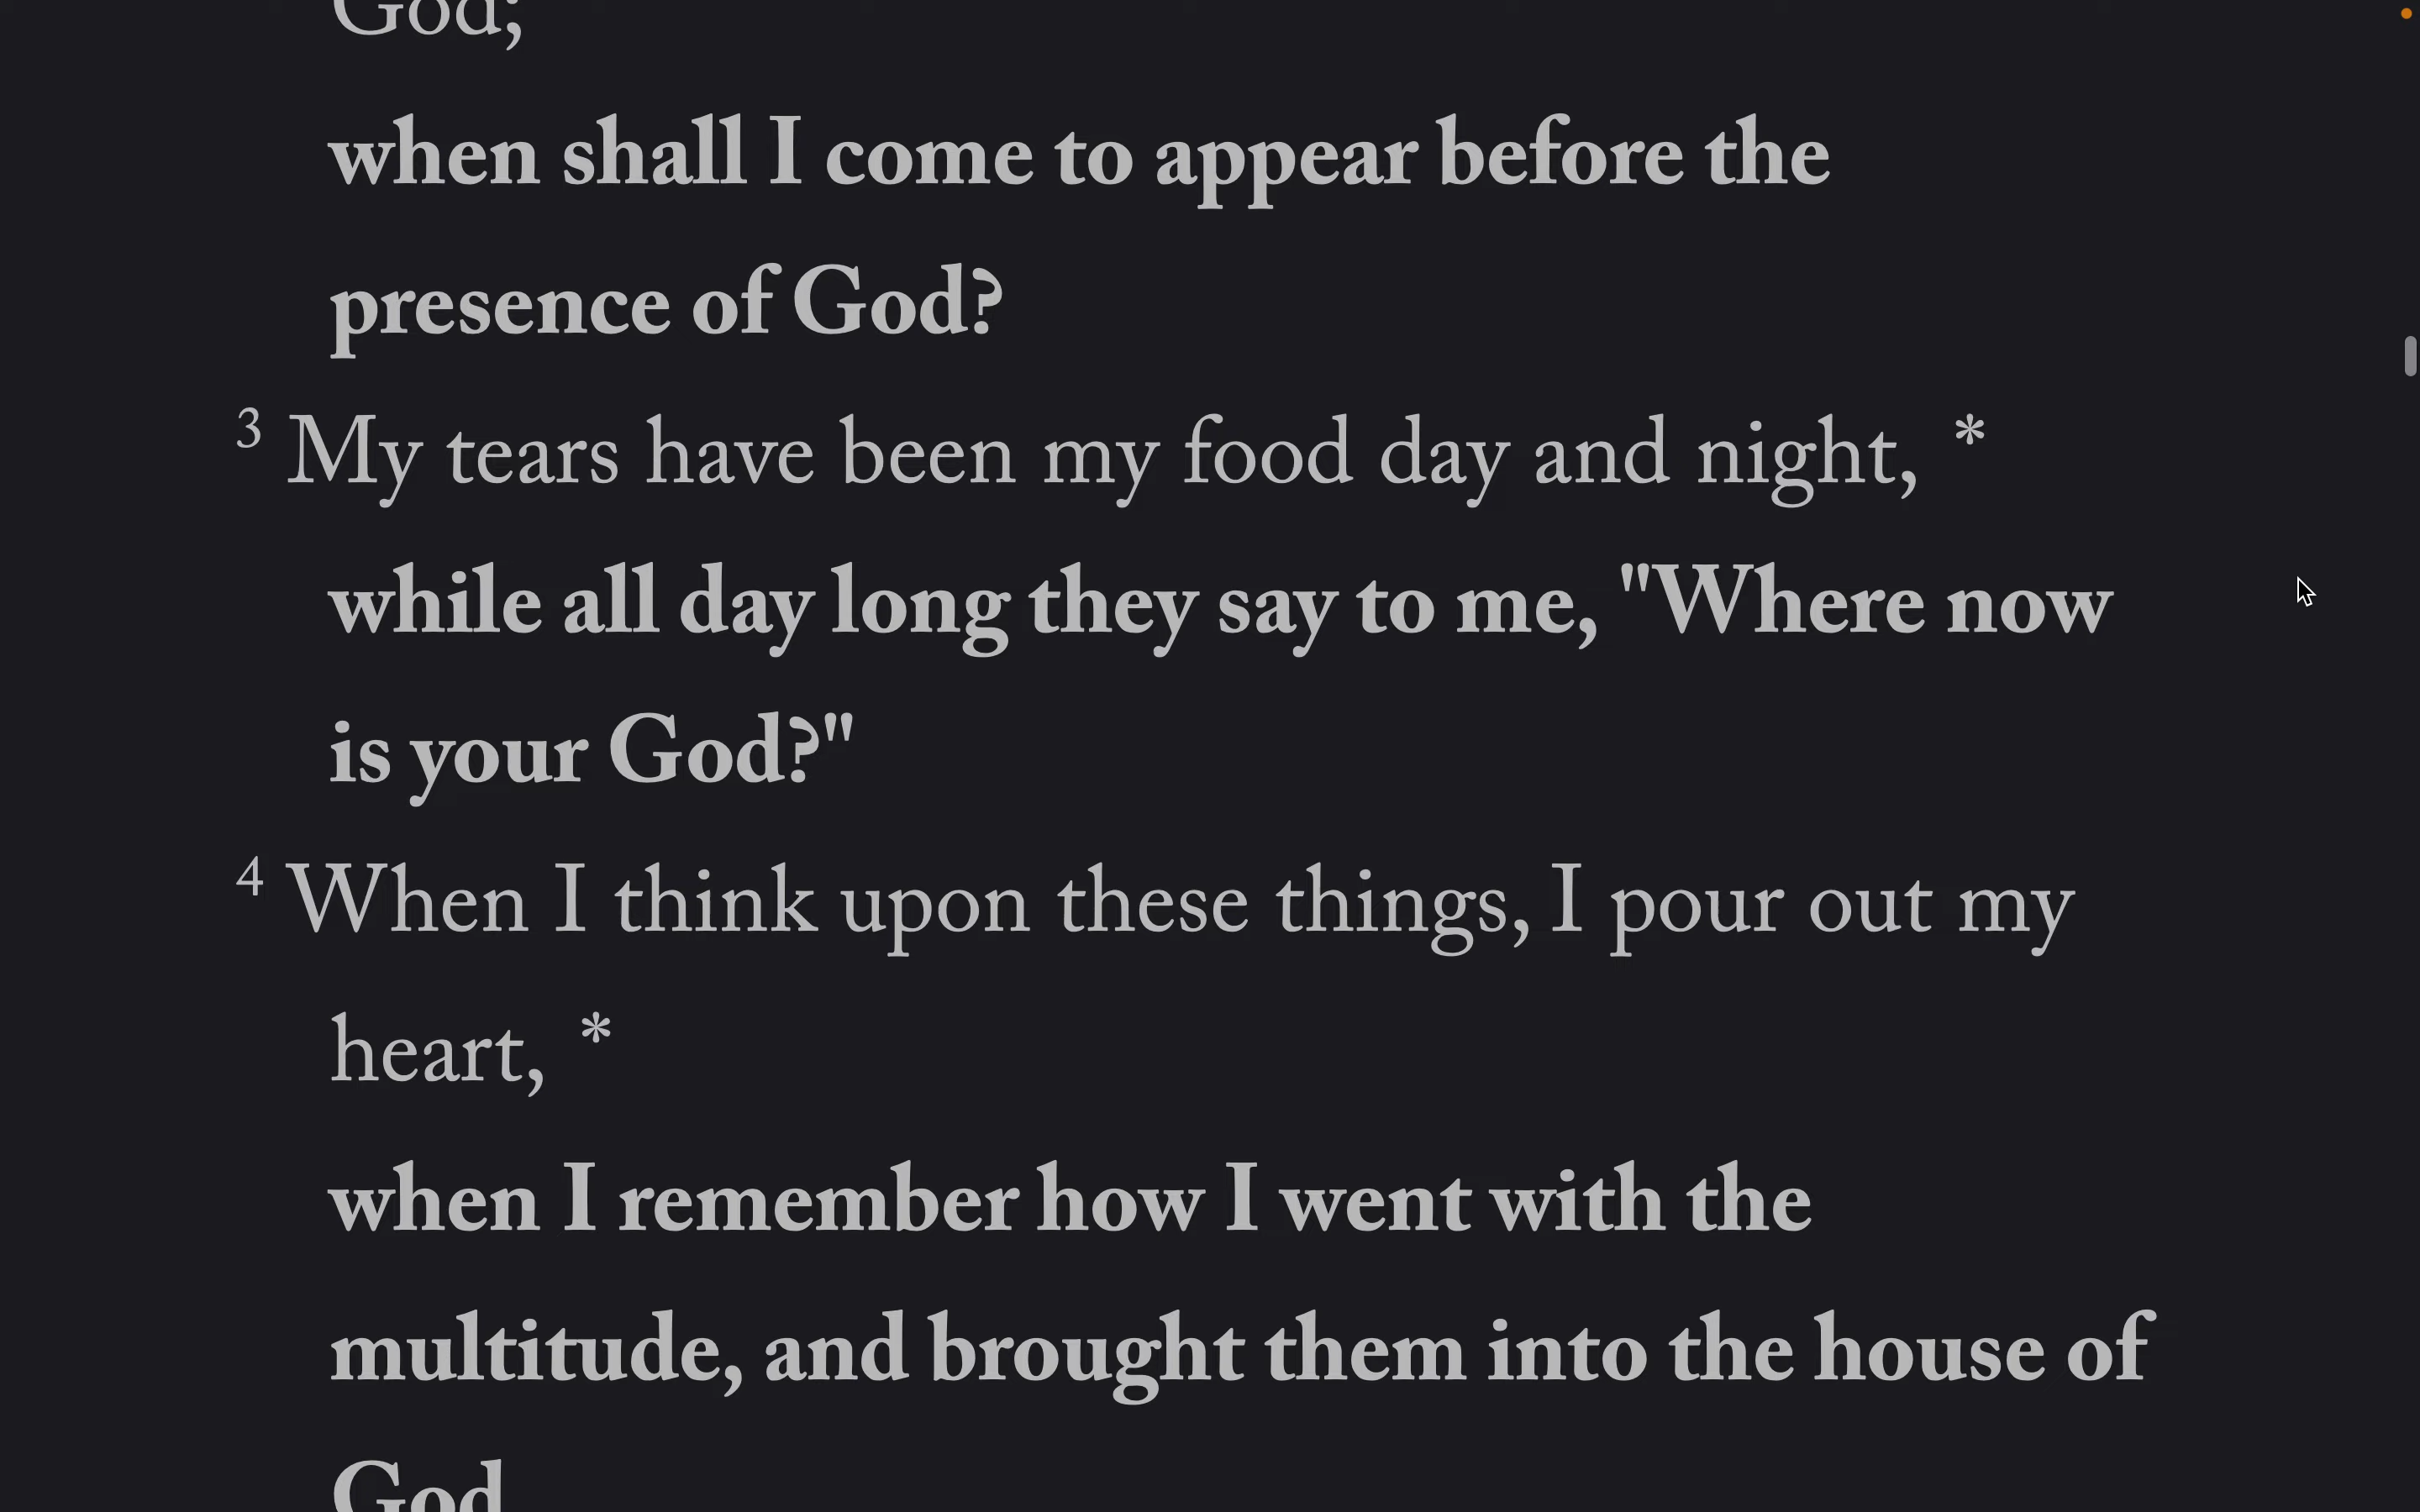 God;
when shall I come to appear before the
presence of God?
3 My tears have been my food day and night, *
while all day long they say to me, "Where now
is your God?"
4 When I think upon these things, I pour out my
heart, *
when I remember how I went with the
multitude, and brought them into the house of
God